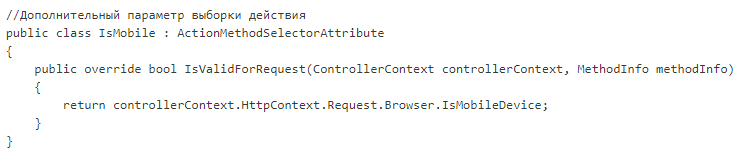 //Дополнительный параметр выборки действия
public class IsMobile : ActionMethodSelectorAttribute
{
    public override bool IsValidForRequest(ControllerContext controllerContext, MethodInfo methodInfo)
    {
        return controllerContext.HttpContext.Request.Browser.IsMobileDevice;
    }
}